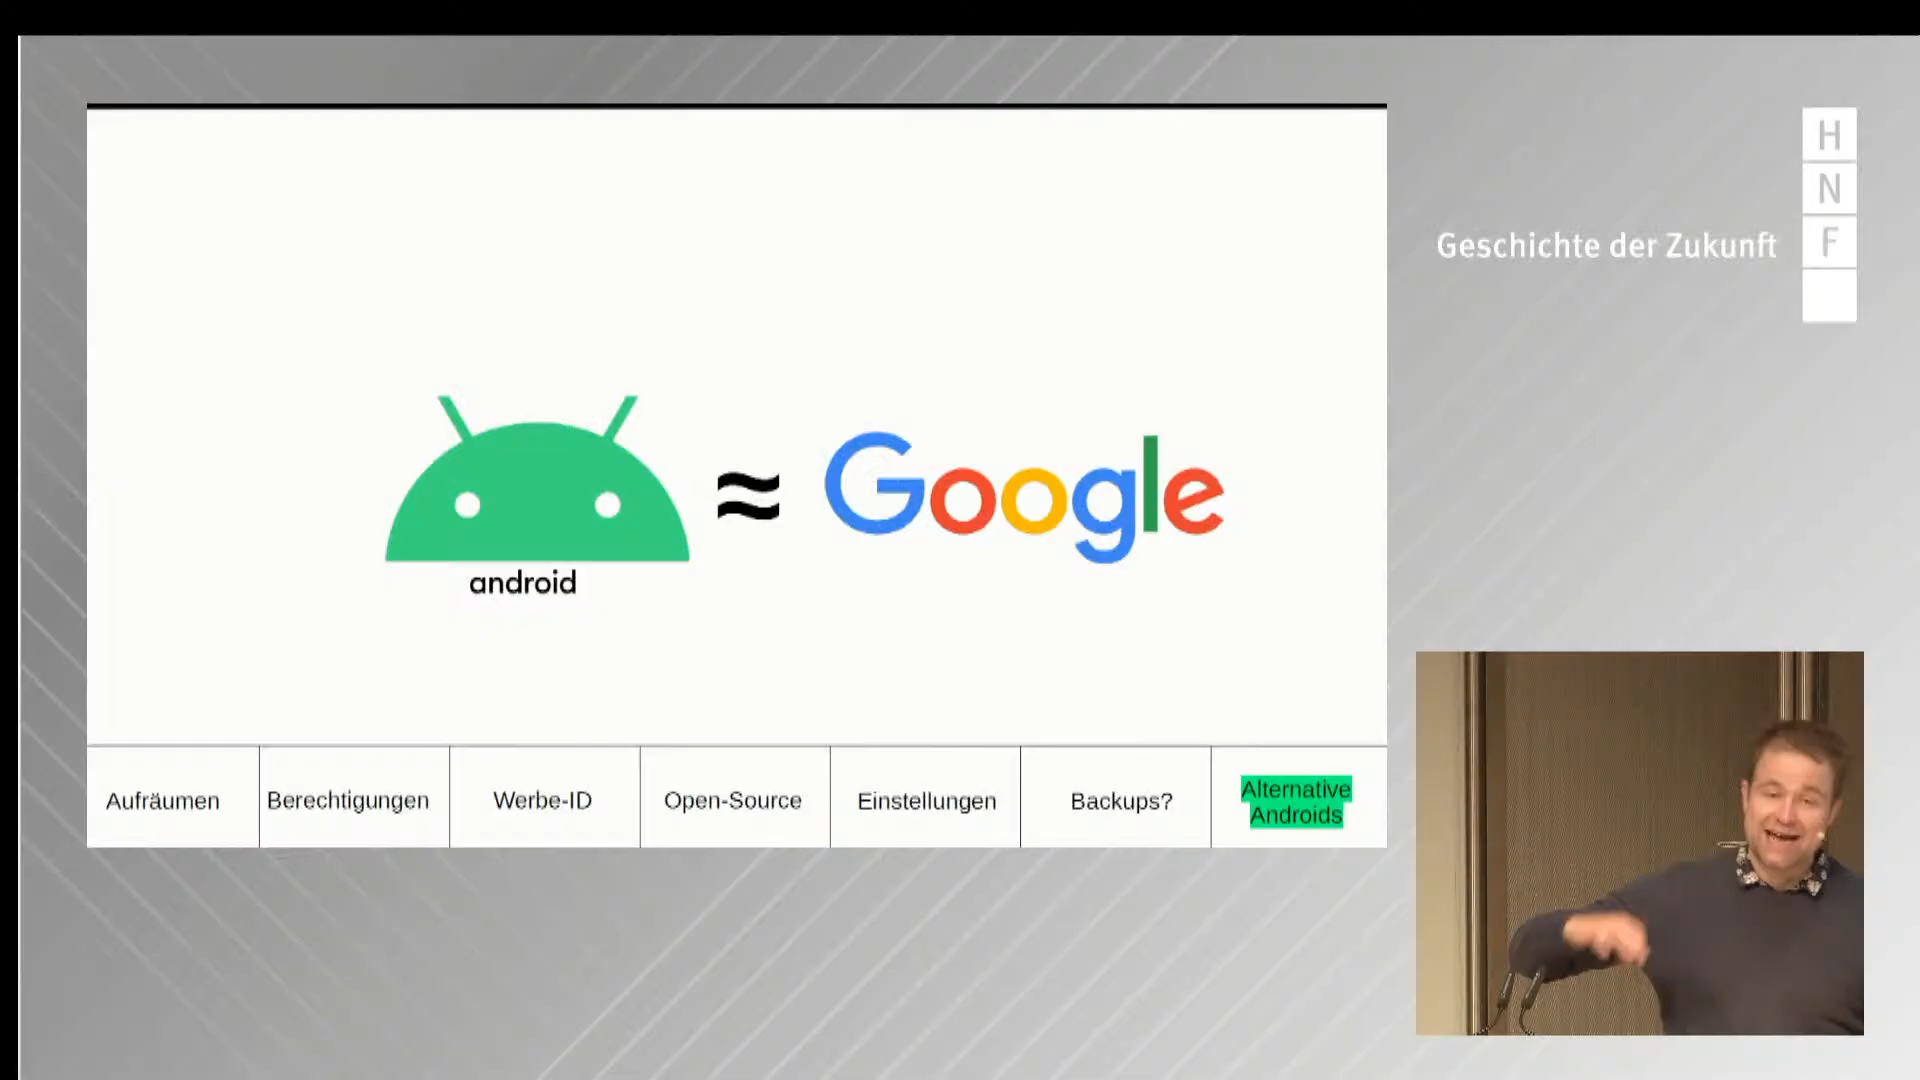 H
N
Geschichte der Zukunft F
≈ Google
android
Aufräumen Berechtigungen Werbe-ID Open-Source Einstellungen Backups? Alternative
Androids